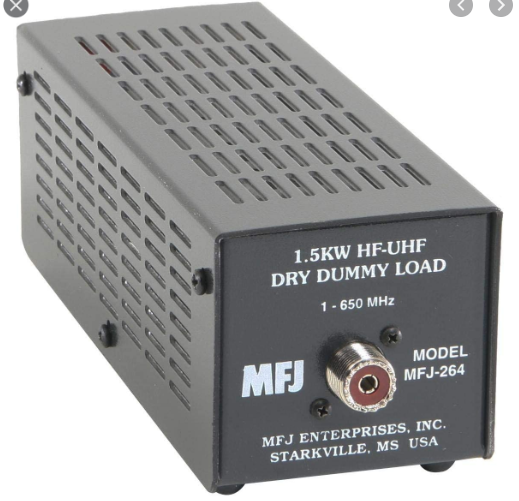 1.5KW HF-UHF
DRY DUMMY LOAD
1 - 650 MHz
MODEL
MFJ-264
MFJ
MFJ ENTERPRISES, INC.
STARKVILLE, MS USA